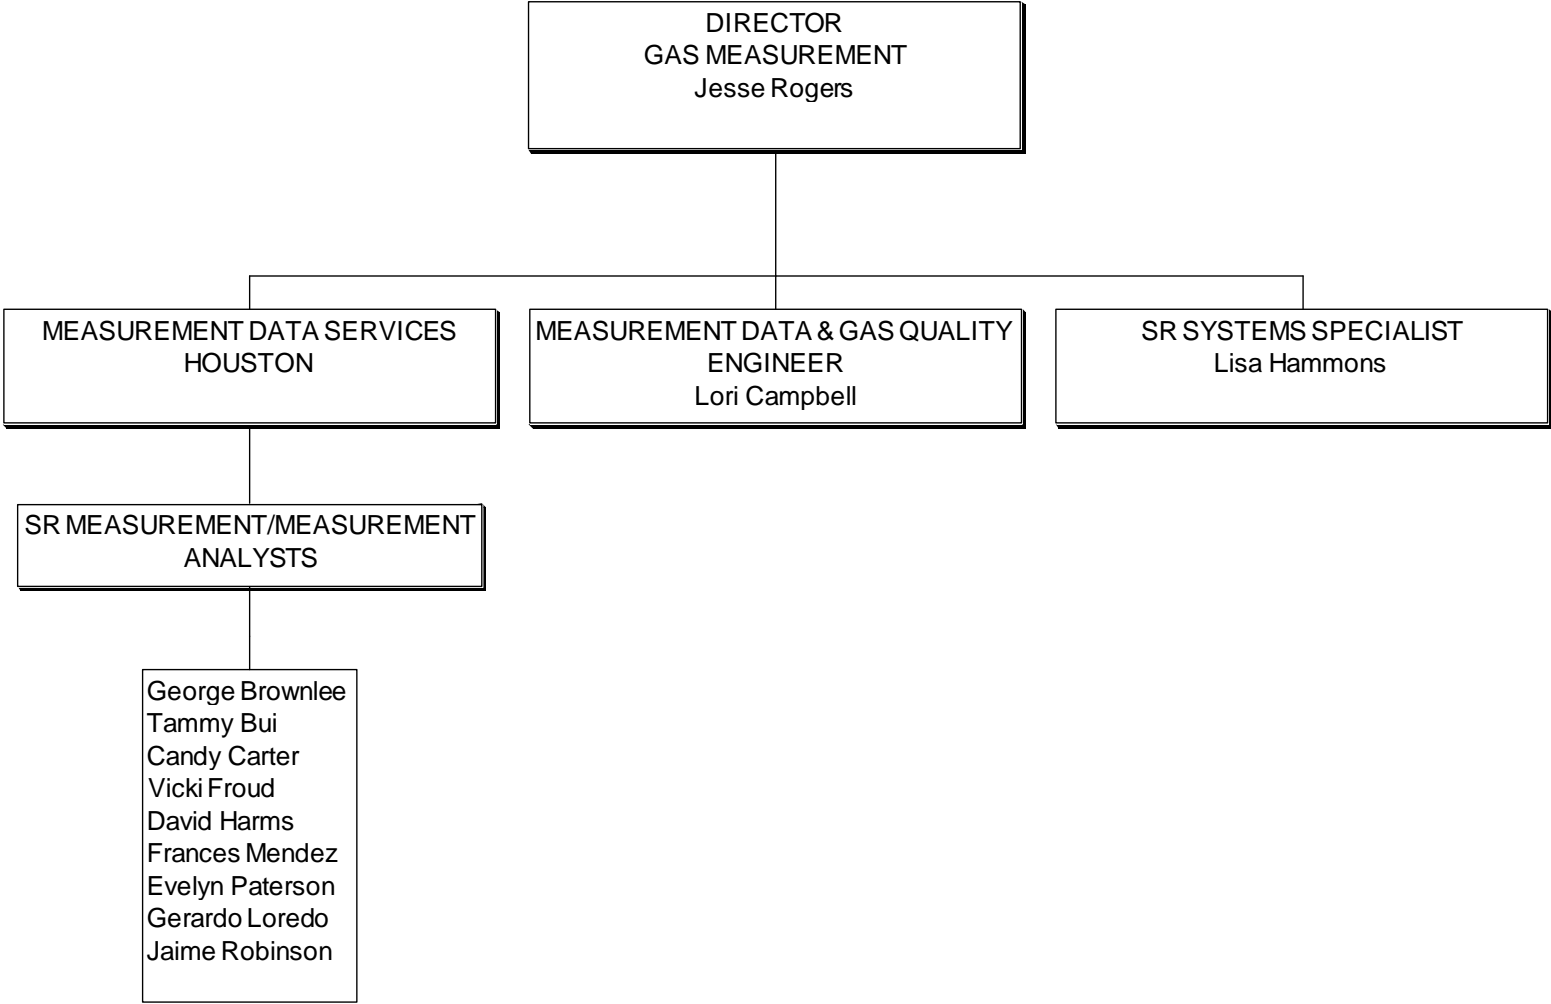 DIRECTOR
GAS MEASUREMENT
Jesse Rogers
MEASUREMENT DATA SERVICES
HOUSTON
MEASUREMENT DATA & GAS QUALITY
ENGINEER
Lori Campbell
SR SYSTEMS SPECIALIST
Lisa Hammons
SR MEASUREMENT/MEASUREMENT
ANALYSTS
George Brownlee
Tammy Bui
Candy Carter
Vicki Froud
David Harms
Frances Mendez
Evelyn Paterson
Gerardo Loredo
Jaime Robinson